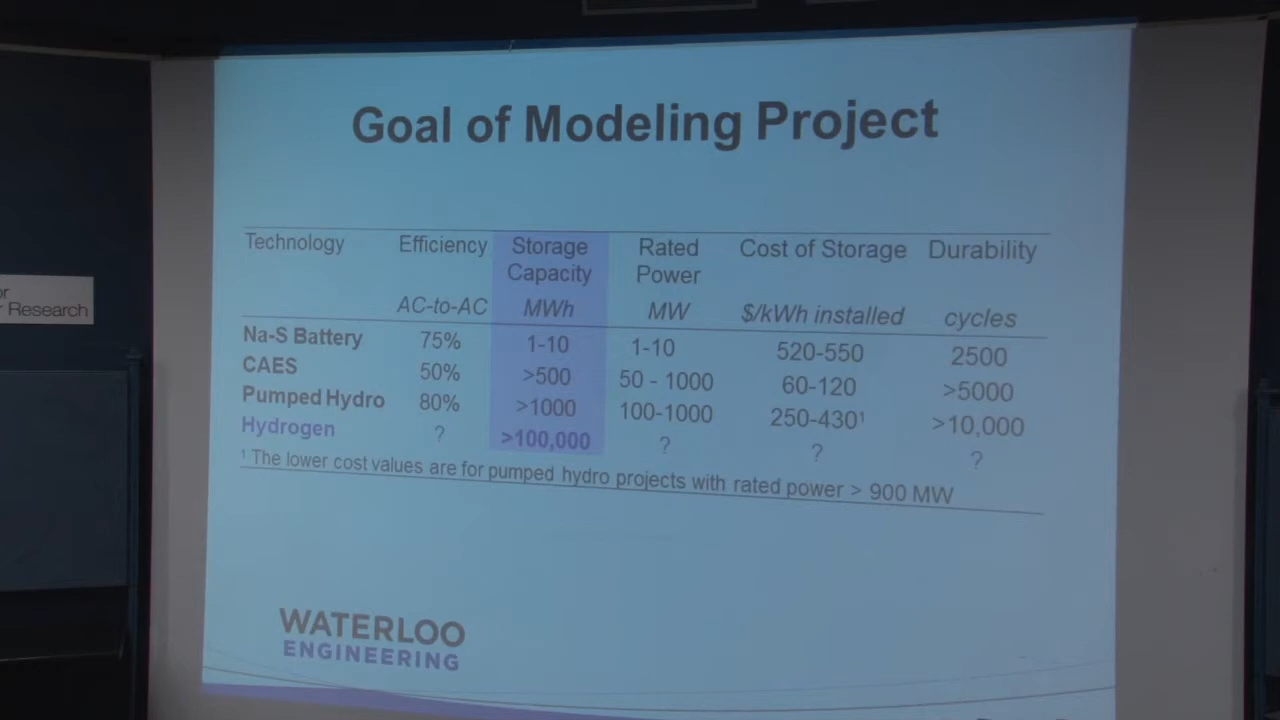 Goal of Modeling Project
Technology Efficiency Storage Capacity Rated Power Cost of Storage Durability
AC-to-AC MWh MW $/kWh installed cycles
Na-S Battery 75% 1-10 1-10 520-550 2500
CAES 50% >500 50 - 1000 60-120 >5000
Pumped Hydro 80% >1000 100-1000 250-430¹ >10,000
Hydrogen ? >100,000 ? ? ?
¹ The lower cost values are for pumped hydro projects with rated power > 900 MW
WATERLOO
ENGINEERING
or
Research